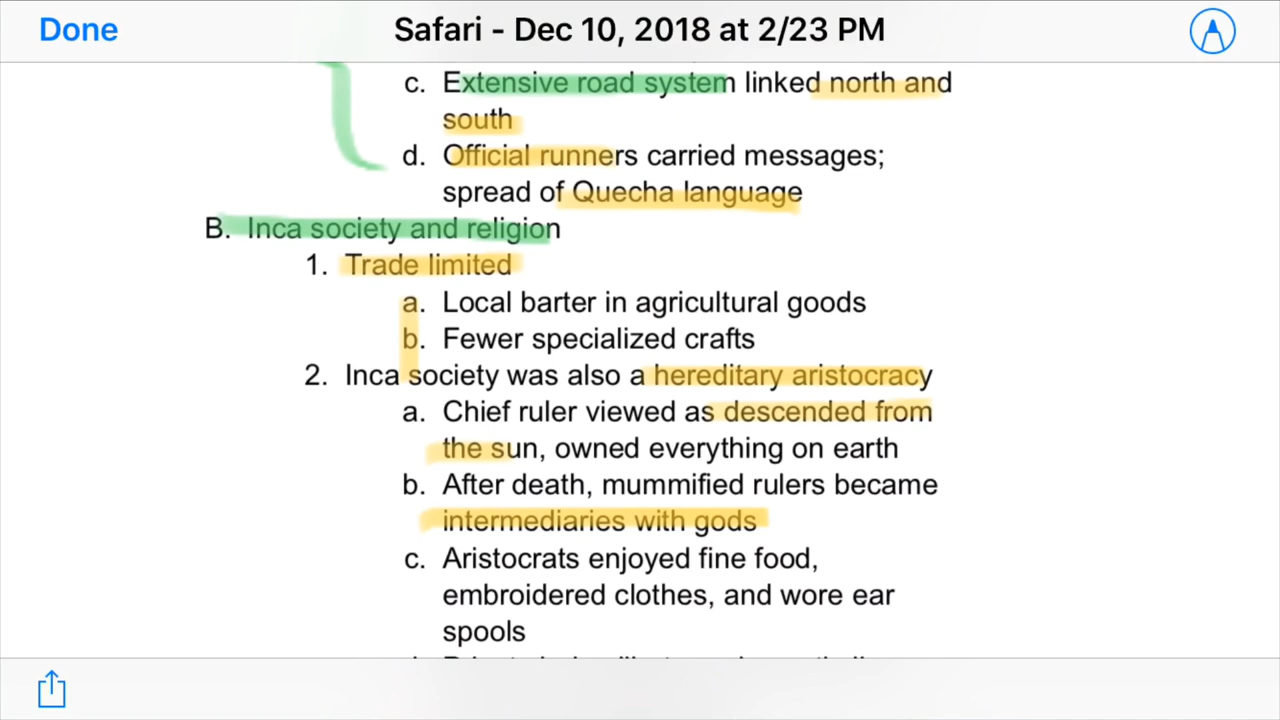 Done
Safari - Dec 10, 2018 at 2/23 PM
c. Extensive road system linked north and
south
d. Official runners carried messages;
spread of Quecha language
B. Inca society and religion
1. Trade limited
a. Local barter in agricultural goods
b. Fewer specialized crafts
2. Inca society was also a hereditary aristocracy
a. Chief ruler viewed as descended from
the sun, owned everything on earth
b. After death, mummified rulers became
intermediaries with gods
c. Aristocrats enjoyed fine food,
embroidered clothes, and wore ear
spools